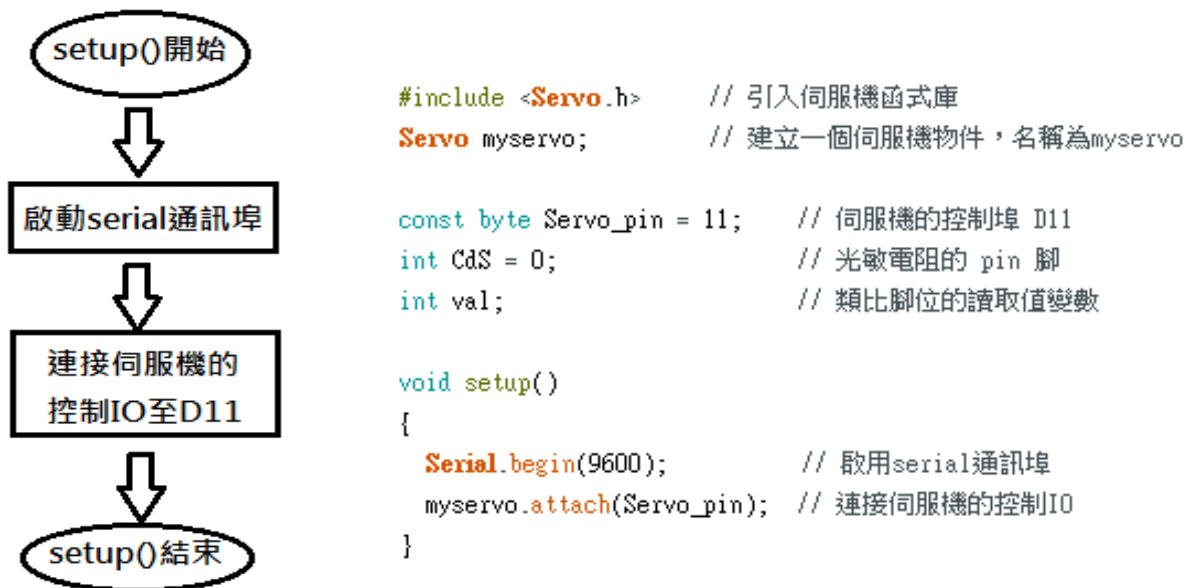 setup()開始
啟動serial通訊埠
連接伺服機的
控制IO至D11
setup()結束
#include <Servo.h> // 引入伺服機函式庫
Servo myservo; // 建立一個伺服機物件，名稱為myservo
const byte Servo_pin = 11; // 伺服機的控制埠 D11
int CdS = 0; // 光敏電阻的 pin 腳
int val; // 類比腳位的讀取值變數
void setup()
{
Serial.begin(9600); // 啟用serial通訊埠
myservo.attach(Servo_pin); // 連接伺服機的控制IO
}